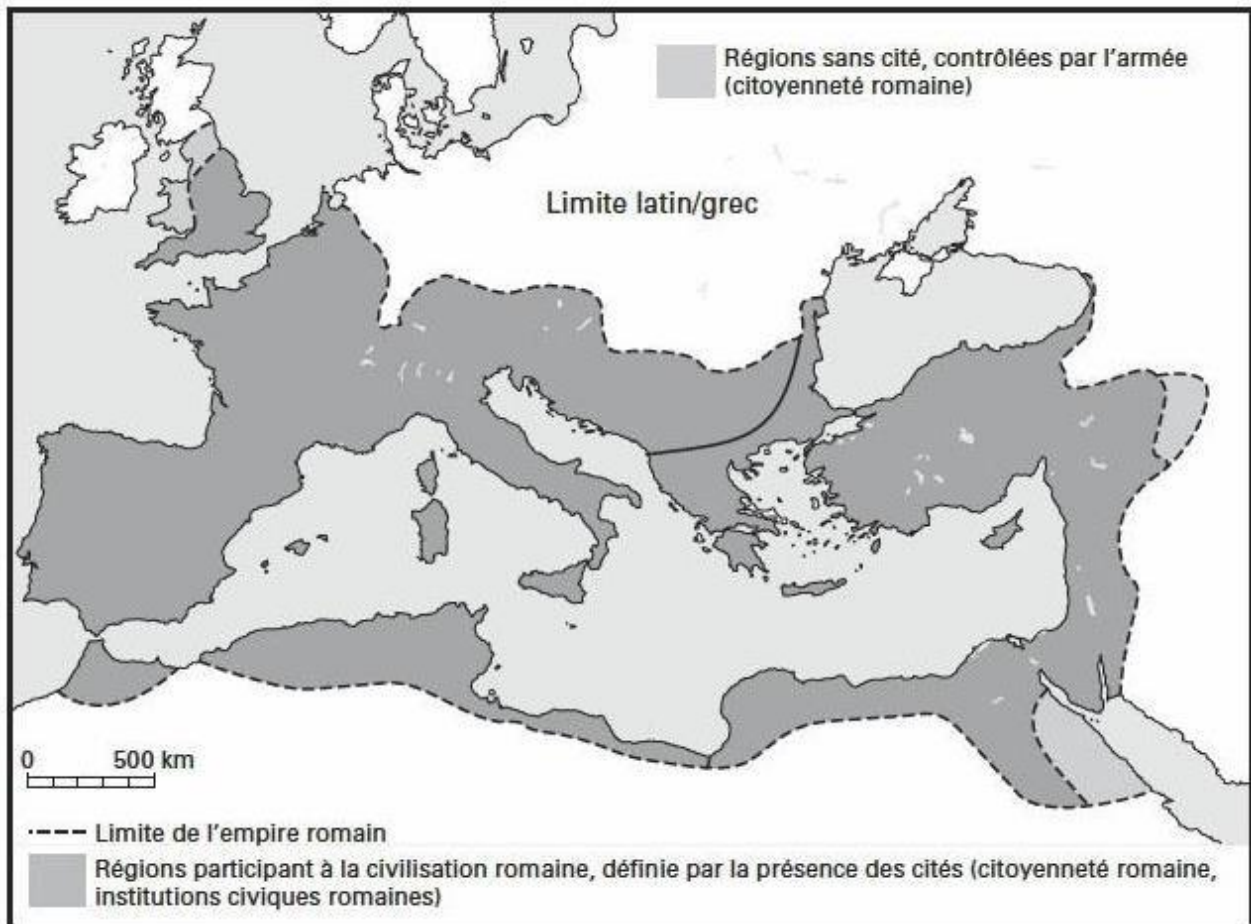 Régions sans cité, contrôlées par l'armée
(citoyenneté romaine)
Limite latin/grec
0 500 km
Limite de l'empire romain
Régions participant à la civilisation romaine, définie par la présence des cités (citoyenneté romaine,
institutions civiques romaines)